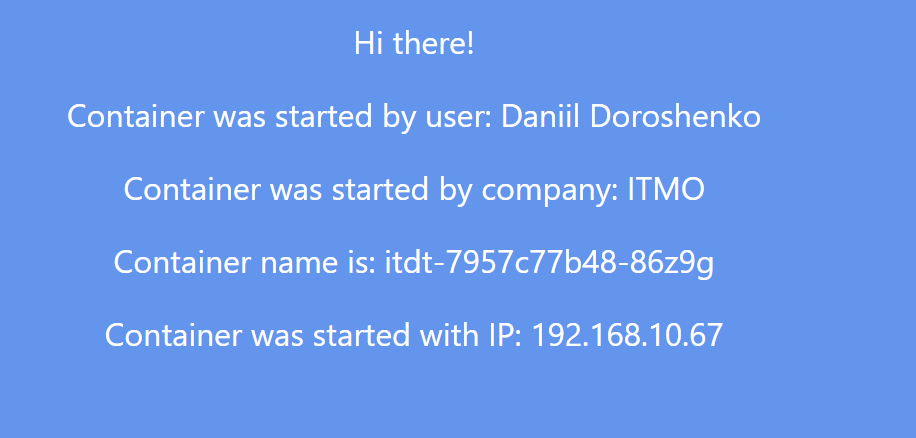 Hi there!
Container was started by user: Daniil Doroshenko
Container was started by company: ITMO
Container name is: itdt-7957c77b48-86z9g
Container was started with IP: 192.168.10.67